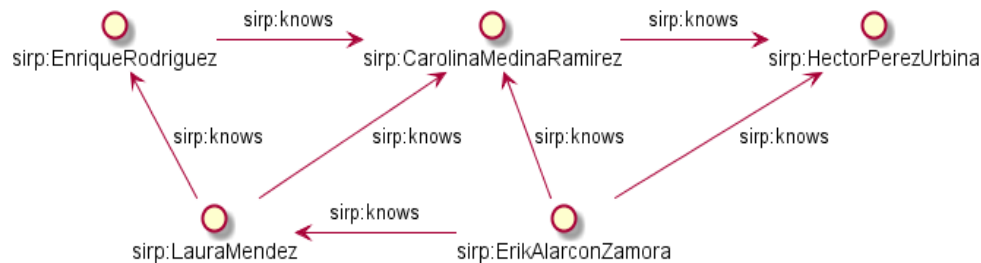 sirp:knows
sirp:knows
sirp:EnriqueRodriguez
sirp:CarolinaMedinaRamirez
sirp:HectorPerezUrbina
sirp:knows
sirp:knows
sirp:knows
sirp:knows
sirp:knows
sirp:LauraMendez
sirp:ErikAlarconZamora